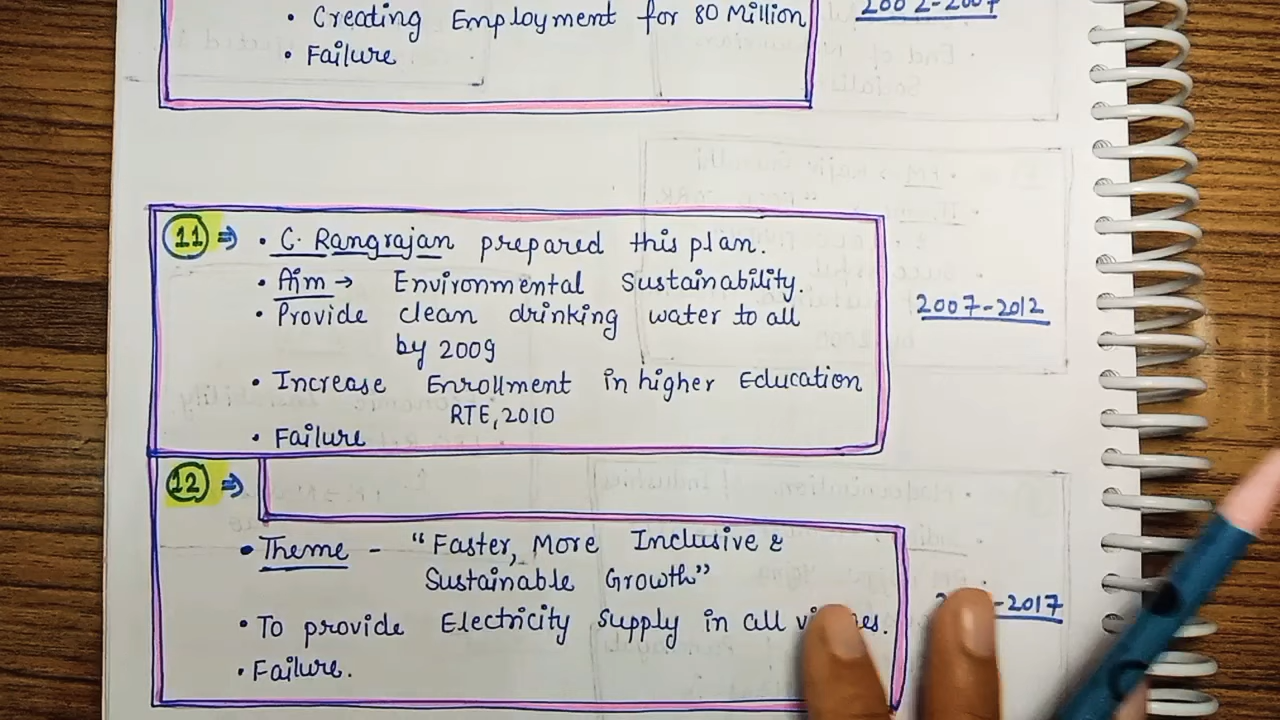 • Creating Employment for 80 Million
2002-2007
• Failure
11 ⇒ • C. Rangrajan prepared this plan.
• Aim → Environmental Sustainability.
• Provide clean drinking water to all
by 2009
2007-2012
• Increase Enrollment in higher Education
RTE, 2010
• Failure
12 ⇒
• Theme - "Faster, More Inclusive &
Sustainable Growth"
-2017
• To provide Electricity Supply in all
• Failure.